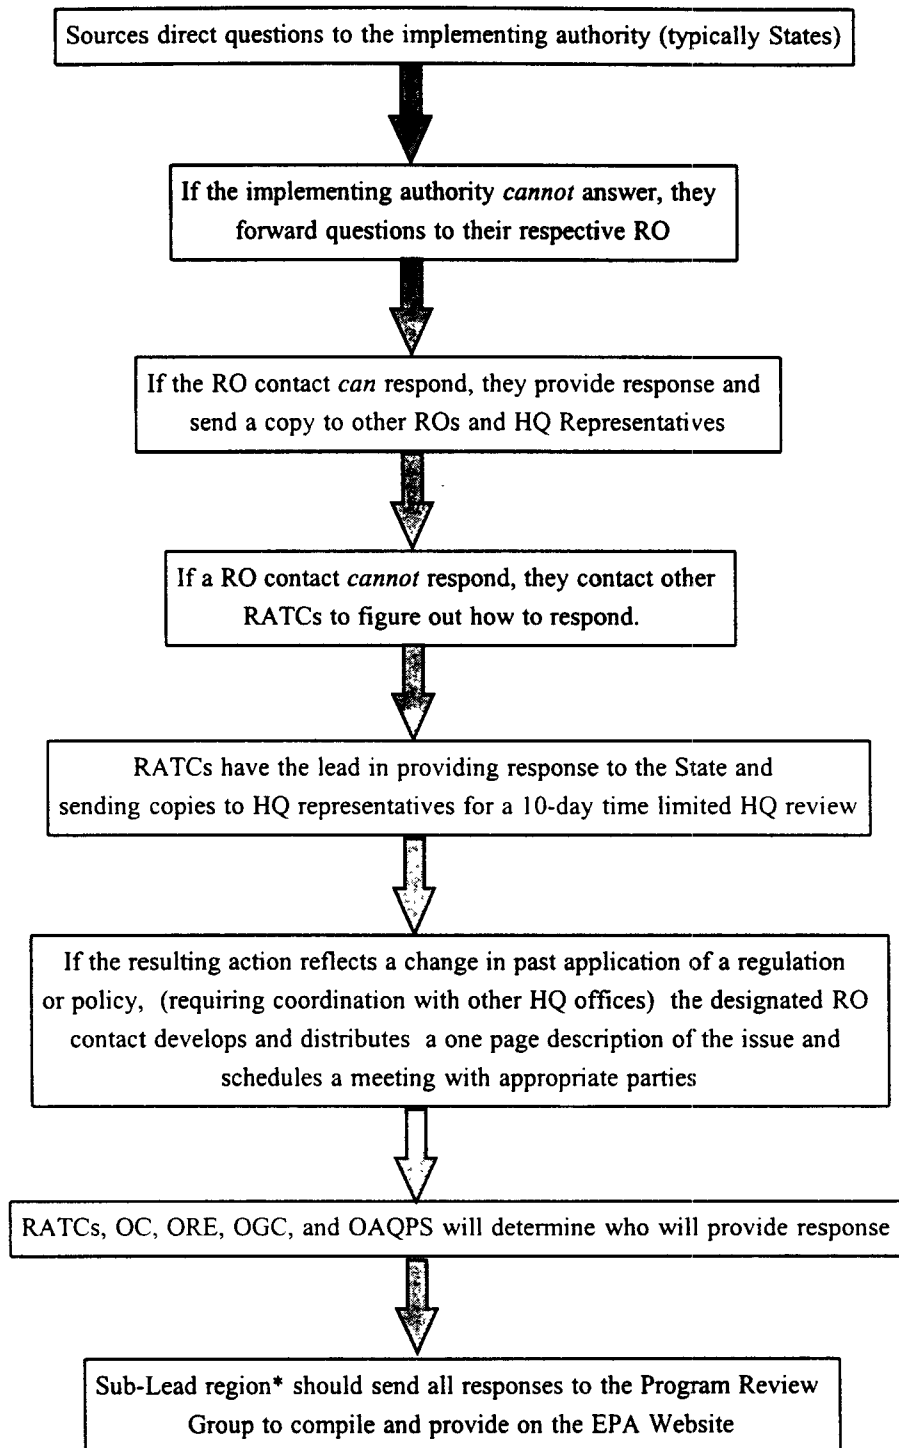 Sources direct questions to the implementing authority (typically States)
If the implementing authority cannot answer, they
forward questions to their respective RO
If the RO contact can respond, they provide response and
send a copy to other ROs and HQ Representatives
If a RO contact cannot respond, they contact other
RATCs to figure out how to respond.
RATCs have the lead in providing response to the State and
sending copies to HQ representatives for a 10-day time limited HQ review
If the resulting action reflects a change in past application of a regulation
or policy, (requiring coordination with other HQ offices) the designated RO
contact develops and distributes a one page description of the issue and
schedules a meeting with appropriate parties
RATCs, OC, ORE, OGC, and OAQPS will determine who will provide response
Sub-Lead region* should send all responses to the Program Review
Group to compile and provide on the EPA Website